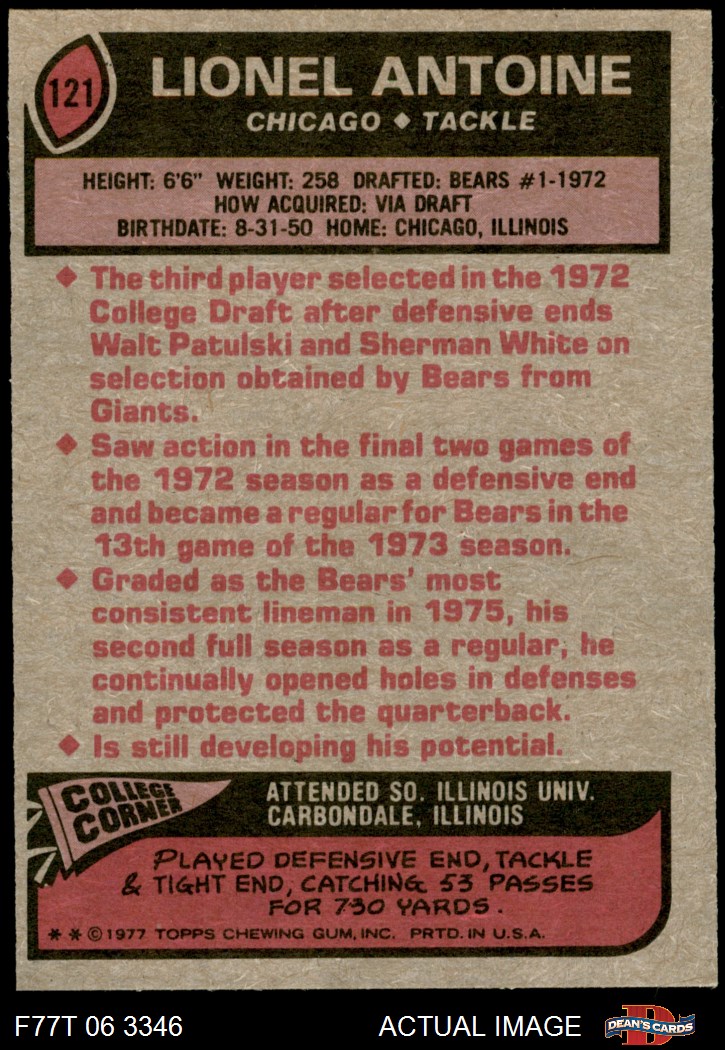 121
LIONEL ANTOINE
CHICAGO ◆ TACKLE
HEIGHT: 6'6" WEIGHT: 258 DRAFTED: BEARS #1-1972
HOW ACQUIRED: VIA DRAFT
BIRTHDATE: 8-31-50 HOME: CHICAGO, ILLINOIS
◆ The third player selected in the 1972
College Draft after defensive ends
Walt Patulski and Sherman White on
selection obtained by Bears from
Giants.
◆ Saw action in the final two games of
the 1972 season as a defensive end
and became a regular for Bears in the
13th game of the 1973 season.
◆ Graded as the Bears' most
consistent lineman in 1975, his
second full season as a regular, he
continually opened holes in defenses
and protected the quarterback.
◆ Is still developing his potential.
COLLEGE
CORNER
ATTENDED SO. ILLINOIS UNIV.
CARBONDALE, ILLINOIS
PLAYED DEFENSIVE END, TACKLE
& TIGHT END, CATCHING 53 PASSES
FOR 730 YARDS.
* * © 1977 TOPPS CHEWING GUM, INC. PRTD. IN U.S.A.
F77T 06 3346
ACTUAL IMAGE
D
DEAN'S CARDS